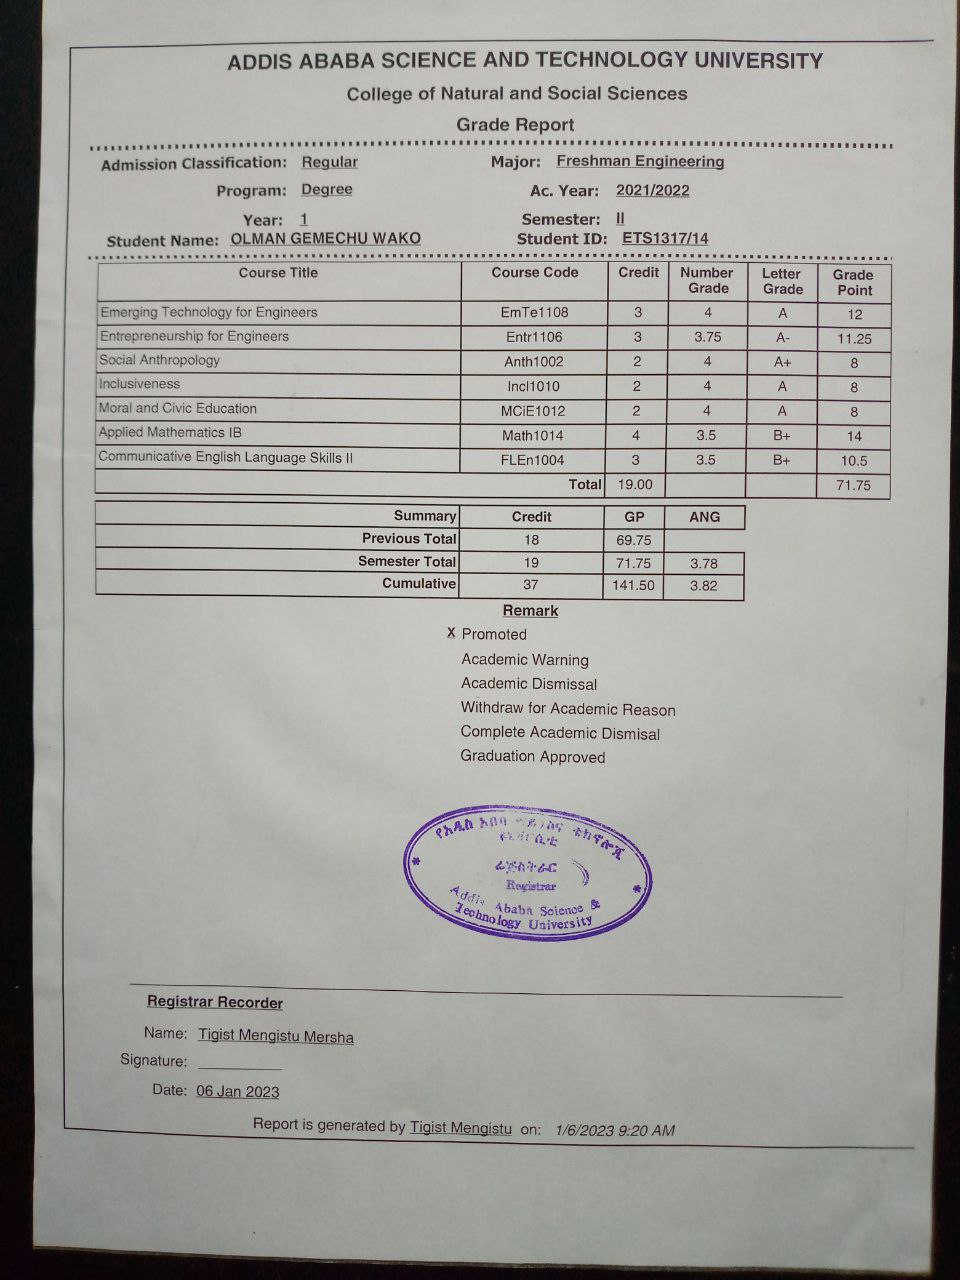 ADDIS ABABA SCIENCE AND TECHNOLOGY UNIVERSITY
College of Natural and Social Sciences
Grade Report
Admission Classification: Regular Major: Freshman Engineering
Program: Degree Ac. Year: 2021/2022
Year: 1 Semester: II
Student Name: OLMAN GEMECHU WAKO Student ID: ETS1317/14
Course Title Course Code Credit Number Grade Letter Grade Grade Point
Emerging Technology for Engineers EmTe1108 3 4 A 12
Entrepreneurship for Engineers Entr1106 3 3.75 A- 11.25
Social Anthropology Anth1002 2 4 A+ 8
Inclusiveness Incl1010 2 4 A 8
Moral and Civic Education MCiE1012 2 4 A 8
Applied Mathematics IB Math1014 4 3.5 B+ 14
Communicative English Language Skills II FLEn1004 3 3.5 B+ 10.5
Total 19.00 71.75
Summary Credit GP ANG
Previous Total 18 69.75
Semester Total 19 71.75 3.78
Cumulative 37 141.50 3.82
Remark
X Promoted
Academic Warning
Academic Dismissal
Withdraw for Academic Reason
Complete Academic Dismisal
Graduation Approved
የአዲስ አበባ ቴክኖሎጂ
ሬጅስትራር
Registrar
Addis Ababa Science &
Technology University
Registrar Recorder
Name: Tigist Mengistu Mersha
Signature:
Date: 06 Jan 2023
Report is generated by Tigist Mengistu on: 1/6/2023 9:20 AM